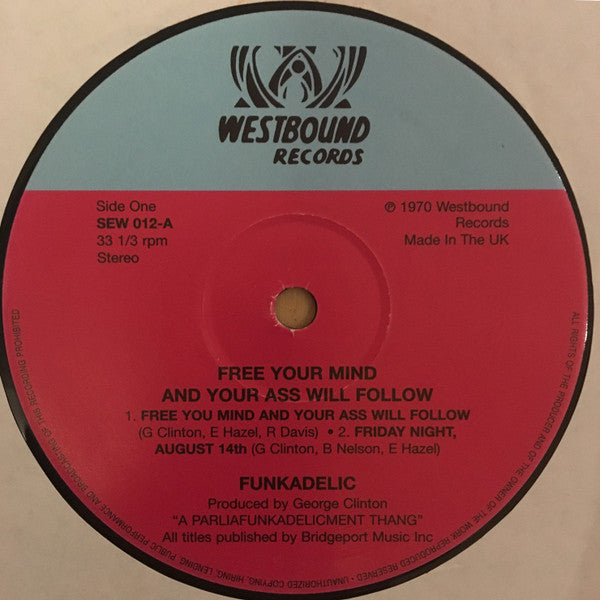 WESTBOUND
RECORDS
Side One
SEW 012-A
33 1/3 rpm
Stereo
℗ 1970 Westbound
Records
Made In The UK
FREE YOUR MIND
AND YOUR ASS WILL FOLLOW
1. FREE YOU MIND AND YOUR ASS WILL FOLLOW
(G Clinton, E Hazel, R Davis) • 2. FRIDAY NIGHT,
AUGUST 14th (G Clinton, B Nelson, E Hazel)
FUNKADELIC
Produced by George Clinton
"A PARLIAFUNKADELICMENT THANG"
All titles published by Bridgeport Music Inc
ALL RIGHTS OF THE PRODUCER AND OF THE OWNER OF THE WORK REPRODUCED RESERVED - UNAUTHORIZED COPYING, HIRING, LENDING, PUBLIC PERFORMANCE AND BROADCASTING OF THIS RECORDING PROHIBITED